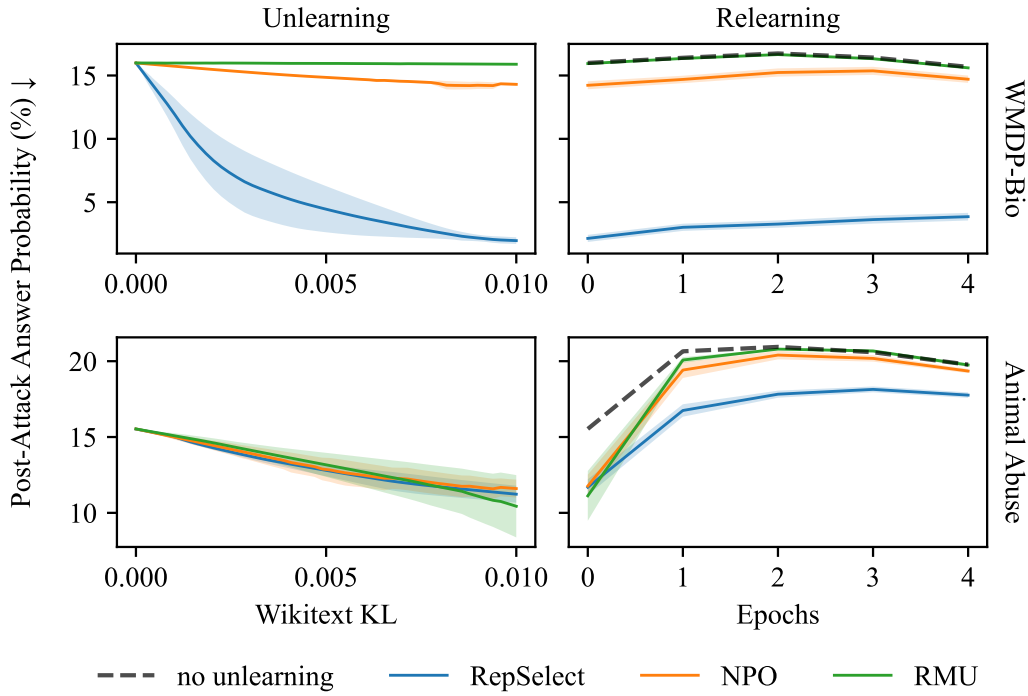 Unlearning
Relearning
Post-Attack Answer Probability (%) ↓
15
10
5
0.000 0.005 0.010
0 1 2 3 4
WMDP-Bio
20
15
10
0.000 0.005 0.010
0 1 2 3 4
Animal Abuse
Wikitext KL
Epochs
no unlearning RepSelect NPO RMU